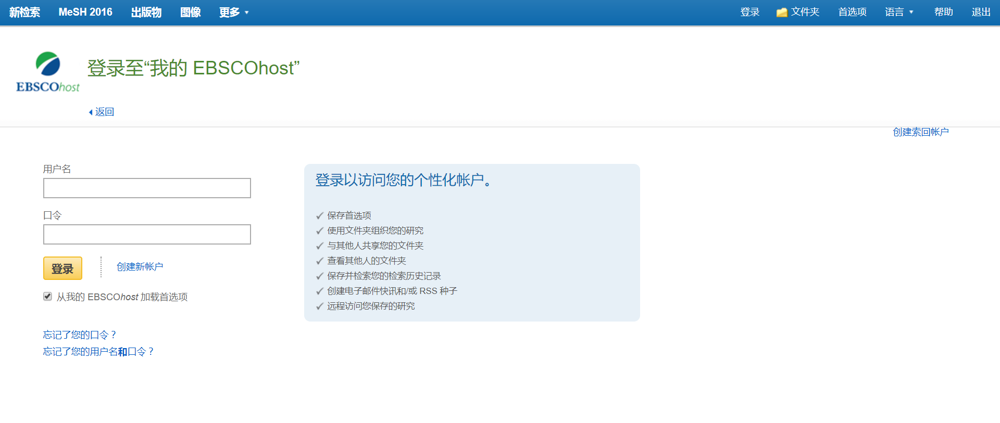 新检索 MeSH 2016 出版物 图像 更多 登录 文件夹 首选项 语言 帮助 退出
登录至“我的 EBSCOhost”
EBSCOhost
返回
创建索回帐户
用户名
口令
登录 创建新帐户
从我的 EBSCOhost 加载首选项
忘记了您的口令？
忘记了您的用户名和口令？
登录以访问您的个性化帐户。
保存首选项
使用文件夹组织您的研究
与其他人共享您的文件夹
查看其他人的文件夹
保存并检索您的检索历史记录
创建电子邮件快讯和/或 RSS 种子
远程访问您保存的研究